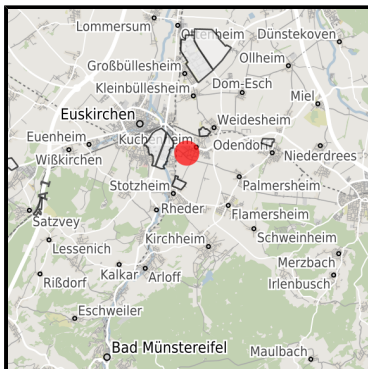 Lommersum
Ottenheim
Dünstekoven
Großbüllesheim
Ollheim
Kleinbüllesheim
Dom-Esch
Miel
Euskirchen
Weidesheim
Euenheim
Kuchenheim
Odendorf
Wißkirchen
Niederdrees
Stotzheim
Palmersheim
Satzvey
Rheder
Flamersheim
Schweinheim
Lessenich
Kirchheim
Merzbach
Rißdorf
Kalkar
Arloff
Irlenbusch
Eschweiler
Bad Münstereifel
Maulbach